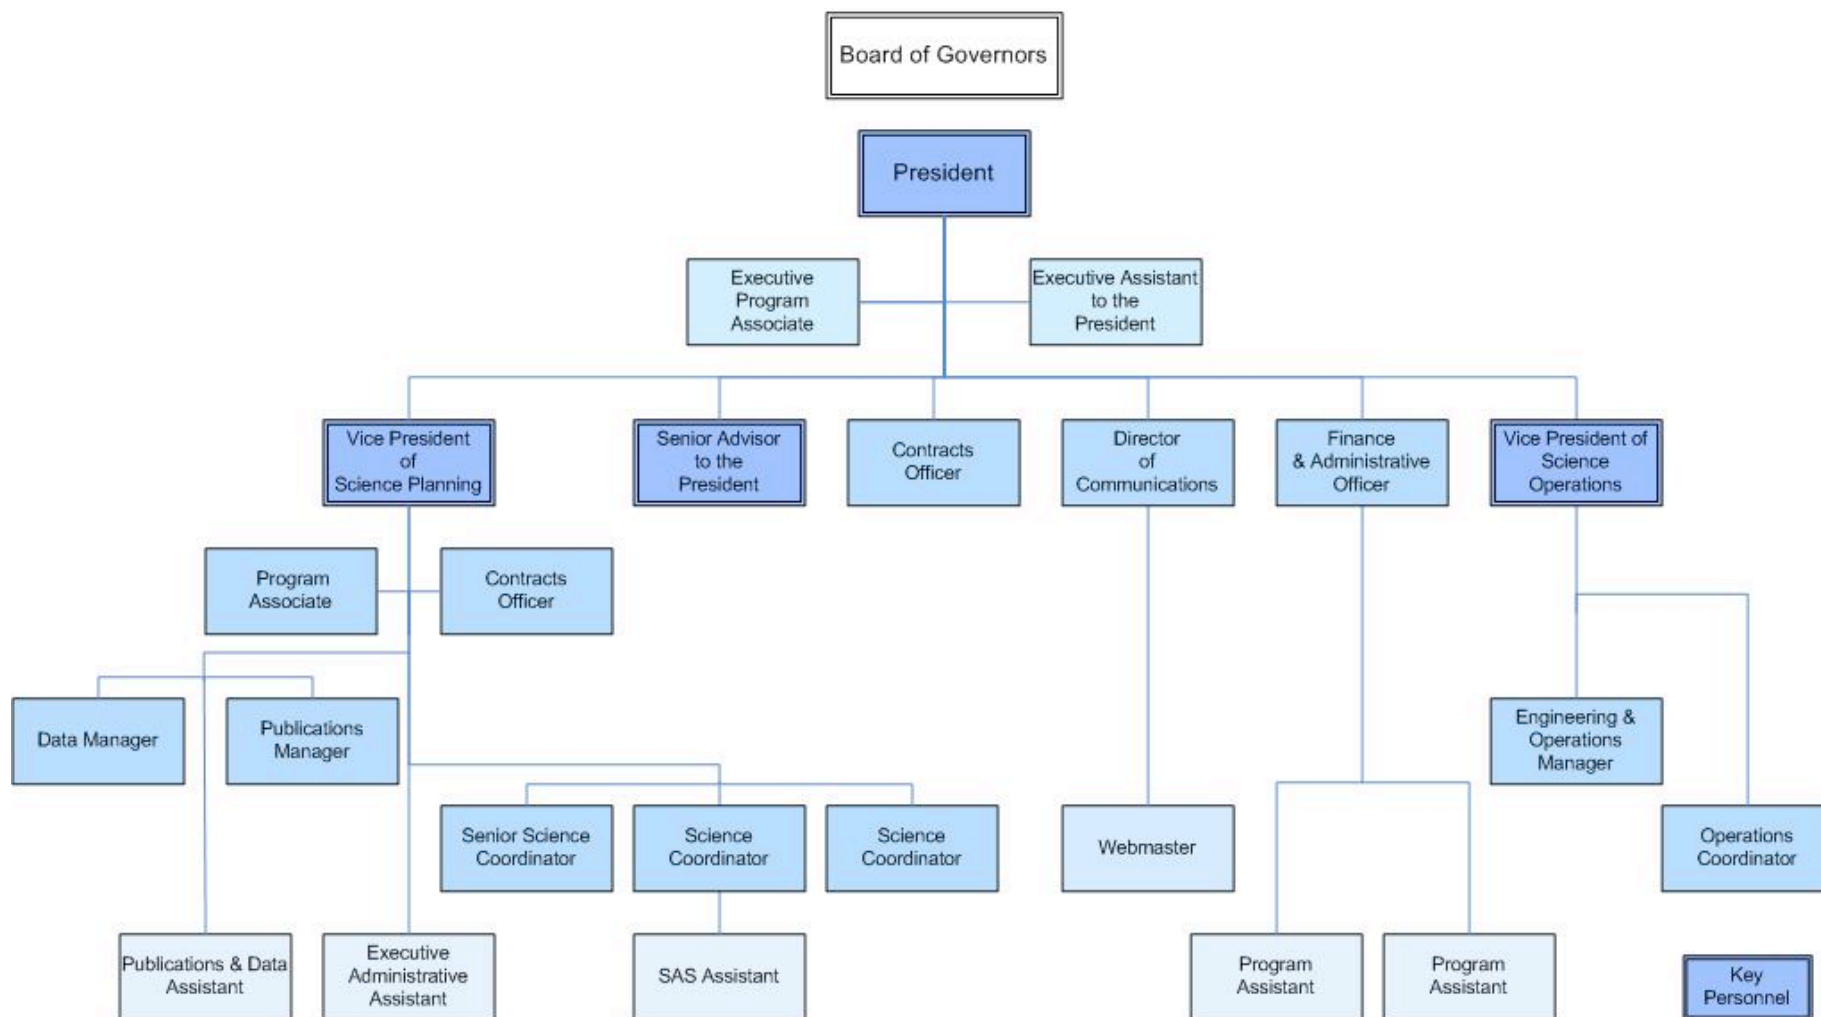 Board of Governors
President
Executive
Program
Associate
Executive Assistant
to the
President
Vice President
of
Science Planning
Senior Advisor
to the
President
Contracts
Officer
Director
of
Communications
Finance
& Administrative
Officer
Vice President of
Science
Operations
Program
Associate
Contracts
Officer
Data Manager
Publications
Manager
Engineering &
Operations
Manager
Senior Science
Coordinator
Science
Coordinator
Science
Coordinator
Webmaster
Operations
Coordinator
Publications & Data
Assistant
Executive
Administrative
Assistant
SAS Assistant
Program
Assistant
Program
Assistant
Key
Personnel